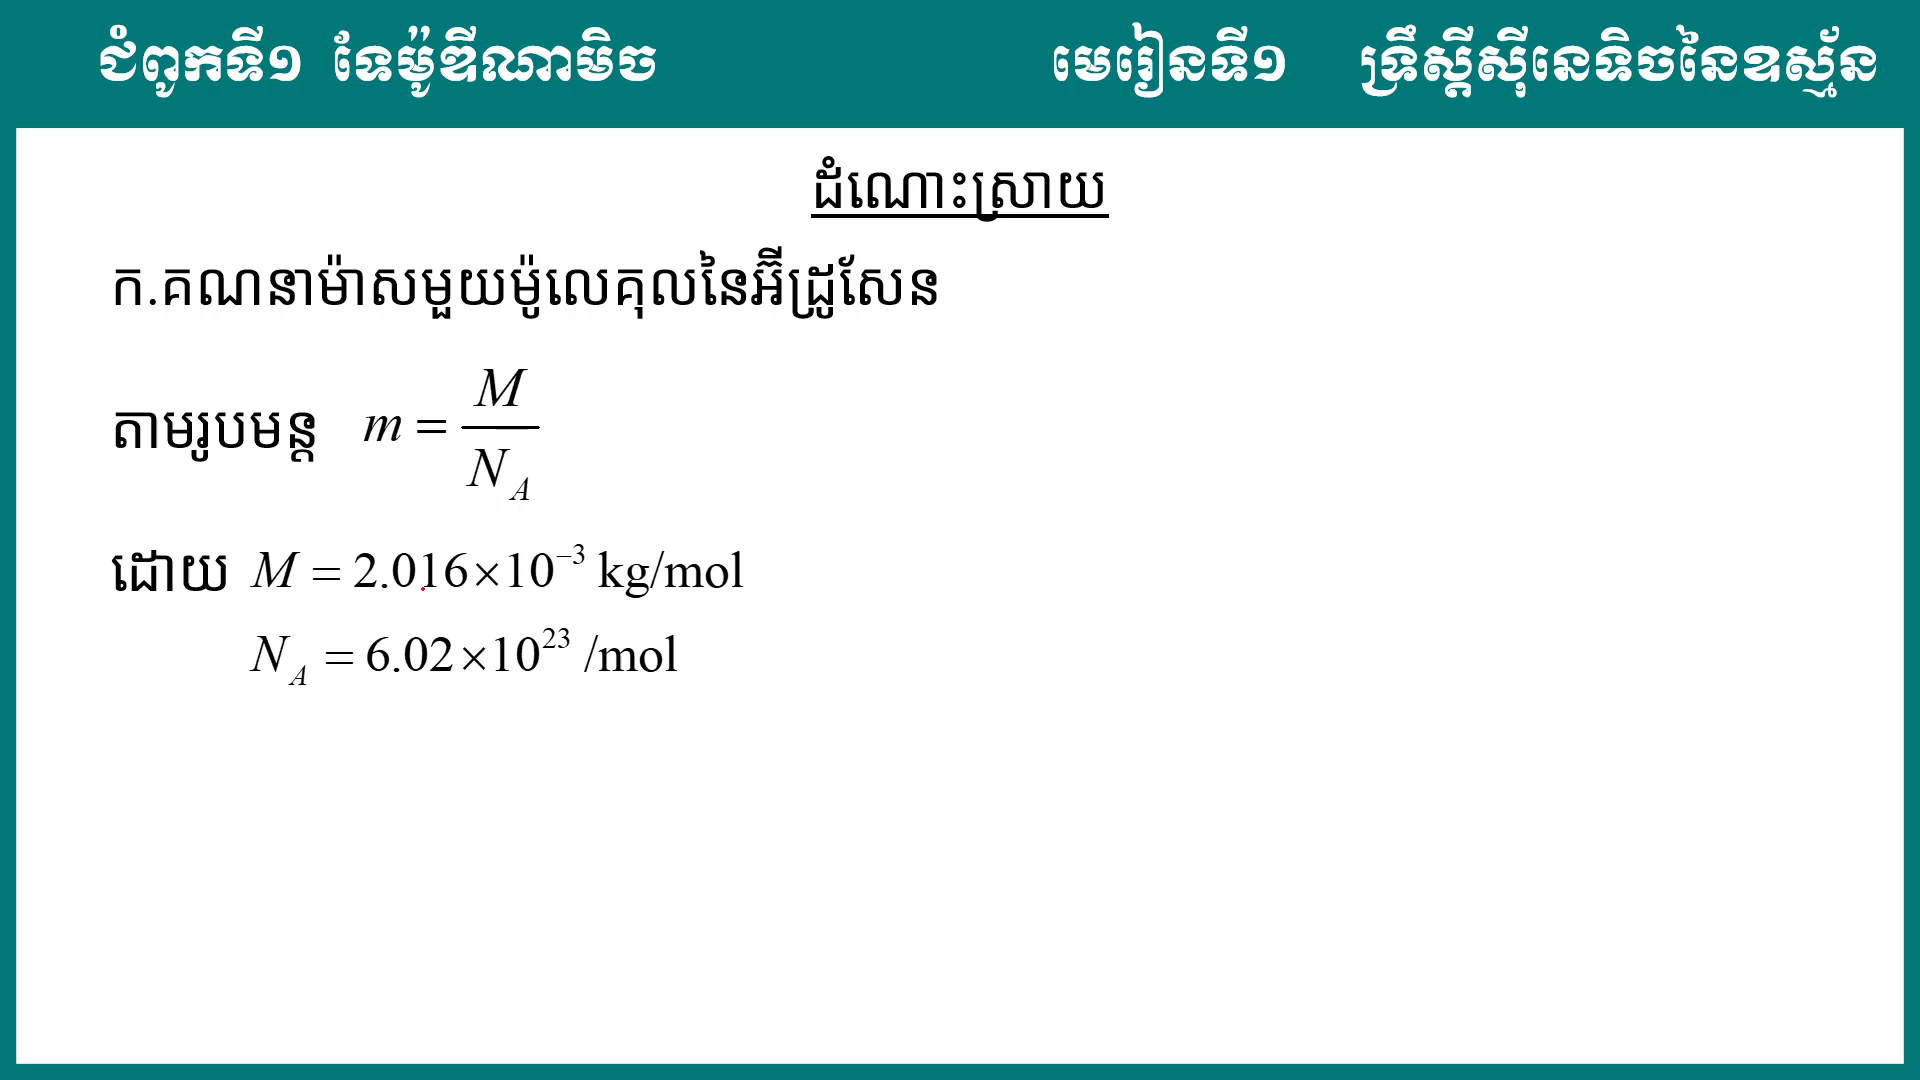 ជំពូកទី១ ទែម៉ូឌីណាមិច មេរៀនទី១ ទ្រឹស្តីស៊ីនេទិចនៃឧស្ម័ន
ដំណោះស្រាយ
ក.គណនាម៉ាសមួយម៉ូលេគុលនៃអ៊ីដ្រូសែន
តាមរូបមន្ត m = M / N_A
ដោយ M = 2.016×10⁻³ kg/mol
N_A = 6.02×10²³ /mol